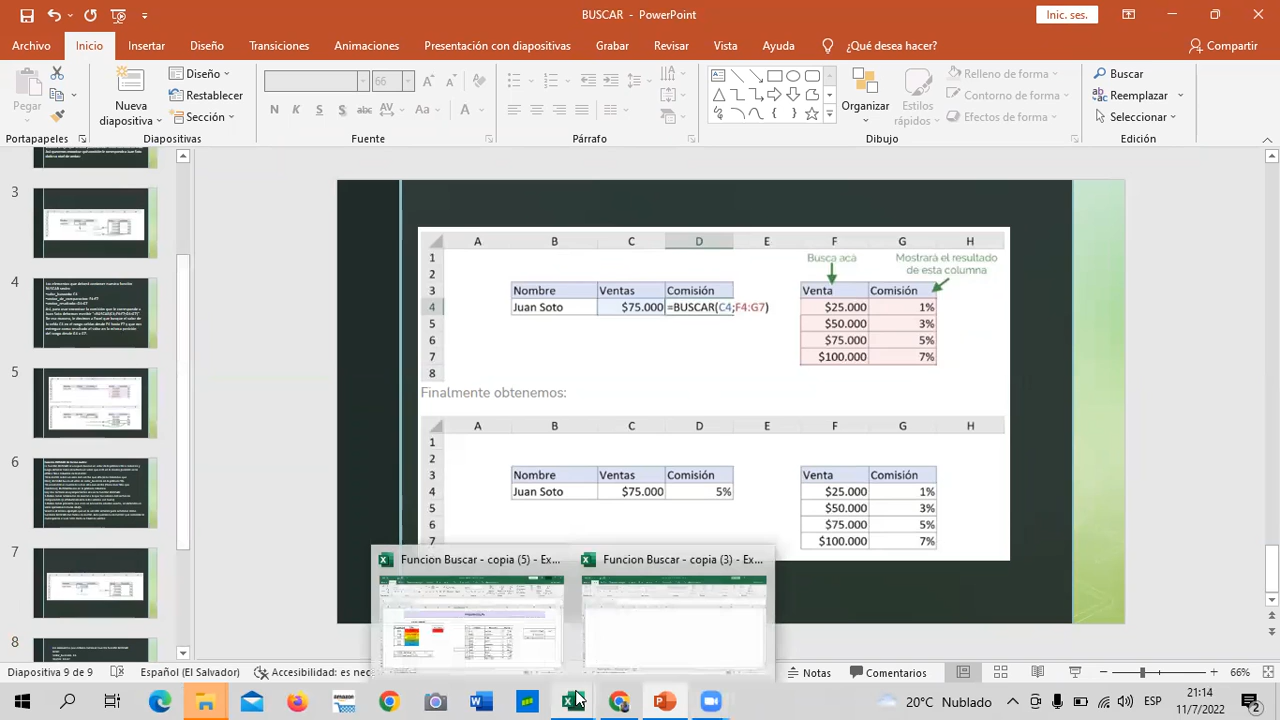 BUSCAR - PowerPoint
Inic. ses.
Archivo Inicio Insertar Diseño Transiciones Animaciones Presentación con diapositivas Grabar Revisar Vista Ayuda ¿Qué desea hacer? Compartir
Pegar
Nueva diapositiva
Diseño
Restablecer
Sección
66
N K S S abc AV Aa A
Organizar
Estilos rápidos
Relleno de forma
Contorno de forma
Efectos de forma
Buscar
Reemplazar
Seleccionar
Portapapeles Diapositivas Fuente Párrafo Dibujo Edición
3
4
5
6
7
8
A B C D E F G H
1 Busca acá Mostrará el resultado
2 de esta columna
3 Nombre Ventas Comisión Venta Comisión
4 Juan Soto $75.000 =BUSCAR(C4;F4:G7) $25.000 1%
5 $50.000 3%
6 $75.000 5%
7 $100.000 7%
8
Finalmente obtenemos:
A B C D E F G H
1
2
3 Nombre Ventas Comisión Venta Comisión
4 Juan Soto $75.000 5% $25.000 1%
5 $50.000 3%
6 $75.000 5%
7 $100.000 7%
Funcion Buscar - copia (5) - Ex...
Funcion Buscar - copia (3) - Ex...
Diapositiva 9 de 9 Español (El Salvador) Accesibilidad: es nec Notas Comentarios 66%
20°C Nublado ESP 21:14
11/7/2022 2